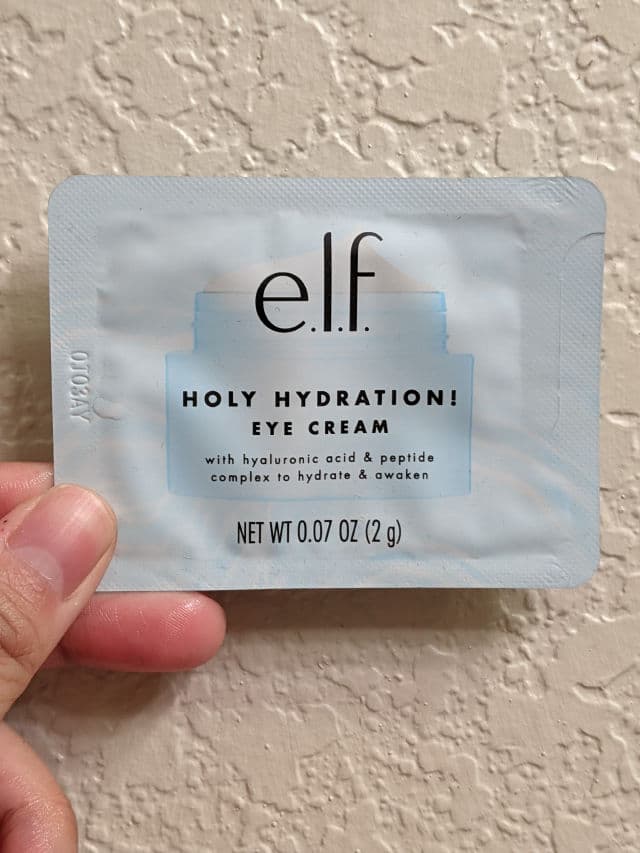 e.l.f.
HOLY HYDRATION!
EYE CREAM
with hyaluronic acid & peptide
complex to hydrate & awaken
NET WT 0.07 OZ (2 g)